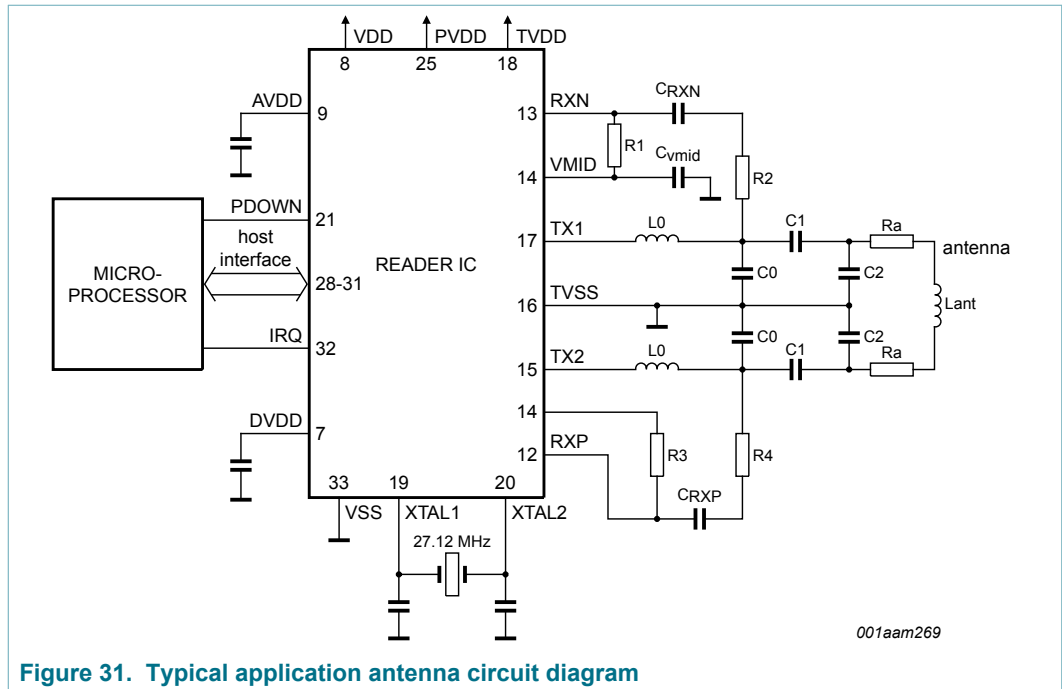 VDD PVDD TVDD
8 25 18
AVDD 9
13 RXN CRXN
R1
Cvmid
14 VMID
R2
PDOWN 21
17 TX1 L0 C1 Ra
antenna
host
interface
READER IC
MICRO-
PROCESSOR
28-31
C0 C2
Lant
16 TVSS
IRQ 32
C0 C1 C2
15 TX2 L0 Ra
14
DVDD 7
12 RXP R3 R4
33 19 20
VSS XTAL1 XTAL2
CRXP
27.12 MHz
001aam269
Figure 31. Typical application antenna circuit diagram